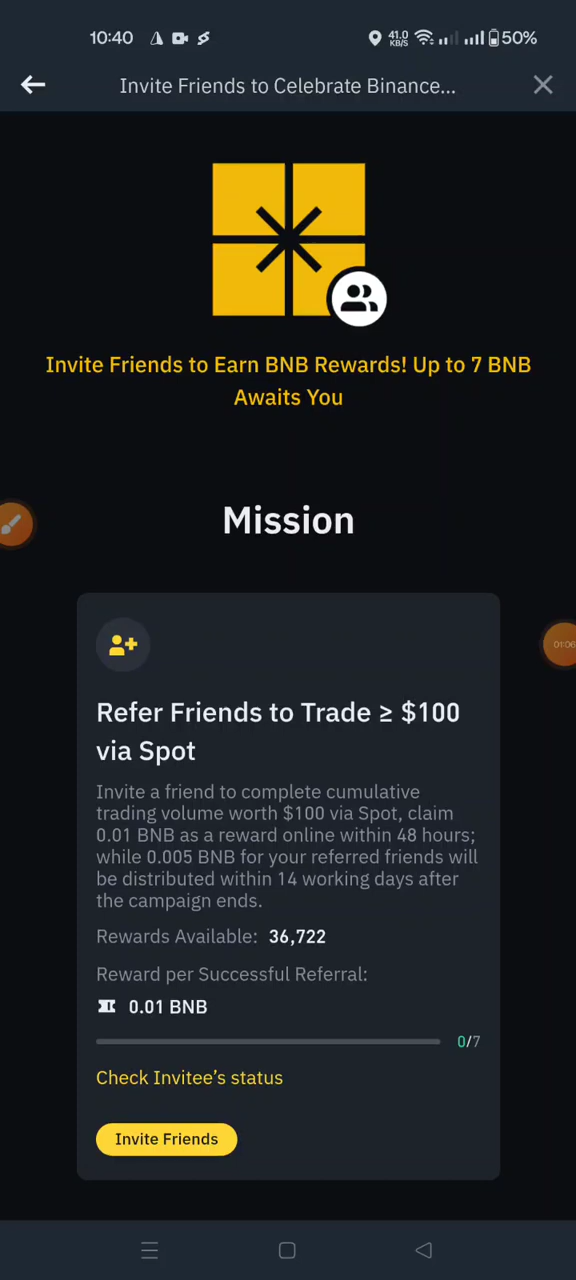 10:40 41.0 KB/S 50%
Invite Friends to Celebrate Binance...
Invite Friends to Earn BNB Rewards! Up to 7 BNB
Awaits You
Mission
01:06
Refer Friends to Trade ≥ $100
via Spot
Invite a friend to complete cumulative
trading volume worth $100 via Spot, claim
0.01 BNB as a reward online within 48 hours;
while 0.005 BNB for your referred friends will
be distributed within 14 working days after
the campaign ends.
Rewards Available: 36,722
Reward per Successful Referral:
0.01 BNB
0/7
Check Invitee's status
Invite Friends